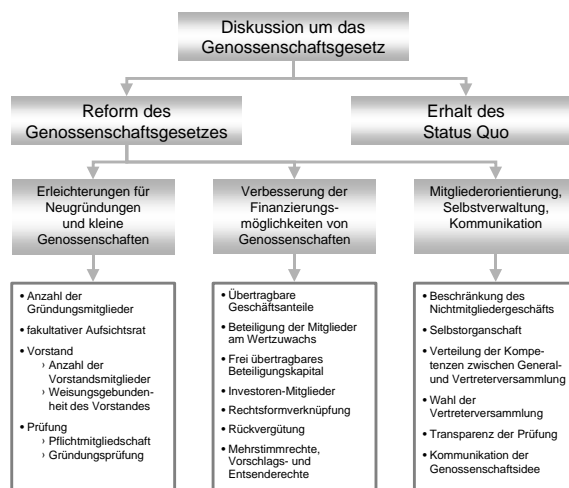 Diskussion um das
Genossenschaftsgesetz
Reform des
Genossenschaftsgesetzes
Erhalt des
Status Quo
Erleichterungen für
Neugründungen
und kleine
Genossenschaften
Verbesserung der
Finanzierungs-
möglichkeiten von
Genossenschaften
Mitgliederorientierung,
Selbstverwaltung,
Kommunikation
• Anzahl der
Gründungsmitglieder
• fakultativer Aufsichtsrat
• Vorstand
› Anzahl der
Vorstandsmitglieder
› Weisungsgebunden-
heit des Vorstandes
• Prüfung
› Pflichtmitgliedschaft
› Gründungsprüfung
• Übertragbare
Geschäftsanteile
• Beteiligung der Mitglieder
am Wertzuwachs
• Frei übertragbares
Beteiligungskapital
• Investoren-Mitglieder
• Rechtsformverknüpfung
• Rückvergütung
• Mehrstimmrechte,
Vorschlags- und
Entsenderechte
• Beschränkung des
Nichtmitgliedergeschäfts
• Selbstorganschaft
• Verteilung der Kompe-
tenzen zwischen General-
und Vertreterversammlung
• Wahl der
Vertreterversammlung
• Transparenz der Prüfung
• Kommunikation der
Genossenschaftsidee